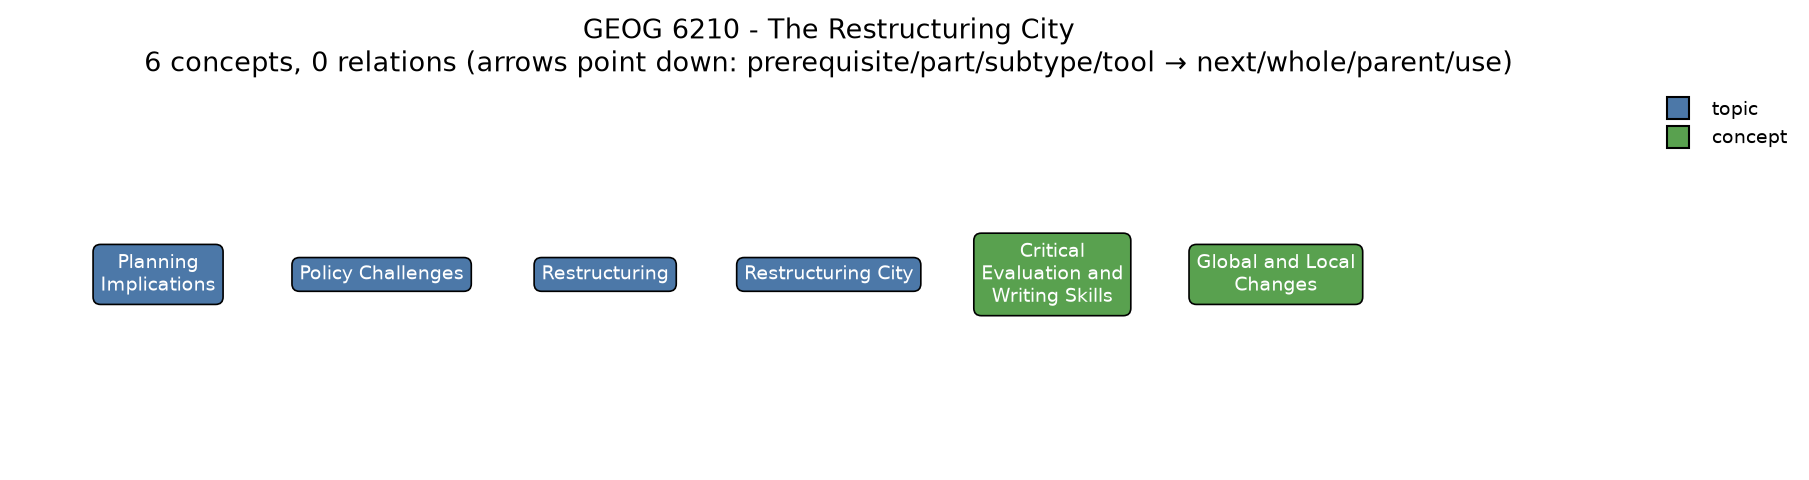 GEOG 6210 - The Restructuring City
6 concepts, 0 relations (arrows point down: prerequisite/part/subtype/tool → next/whole/parent/use)
topic
concept
Planning
Implications
Policy Challenges
Restructuring
Restructuring City
Critical
Evaluation and
Writing Skills
Global and Local
Changes